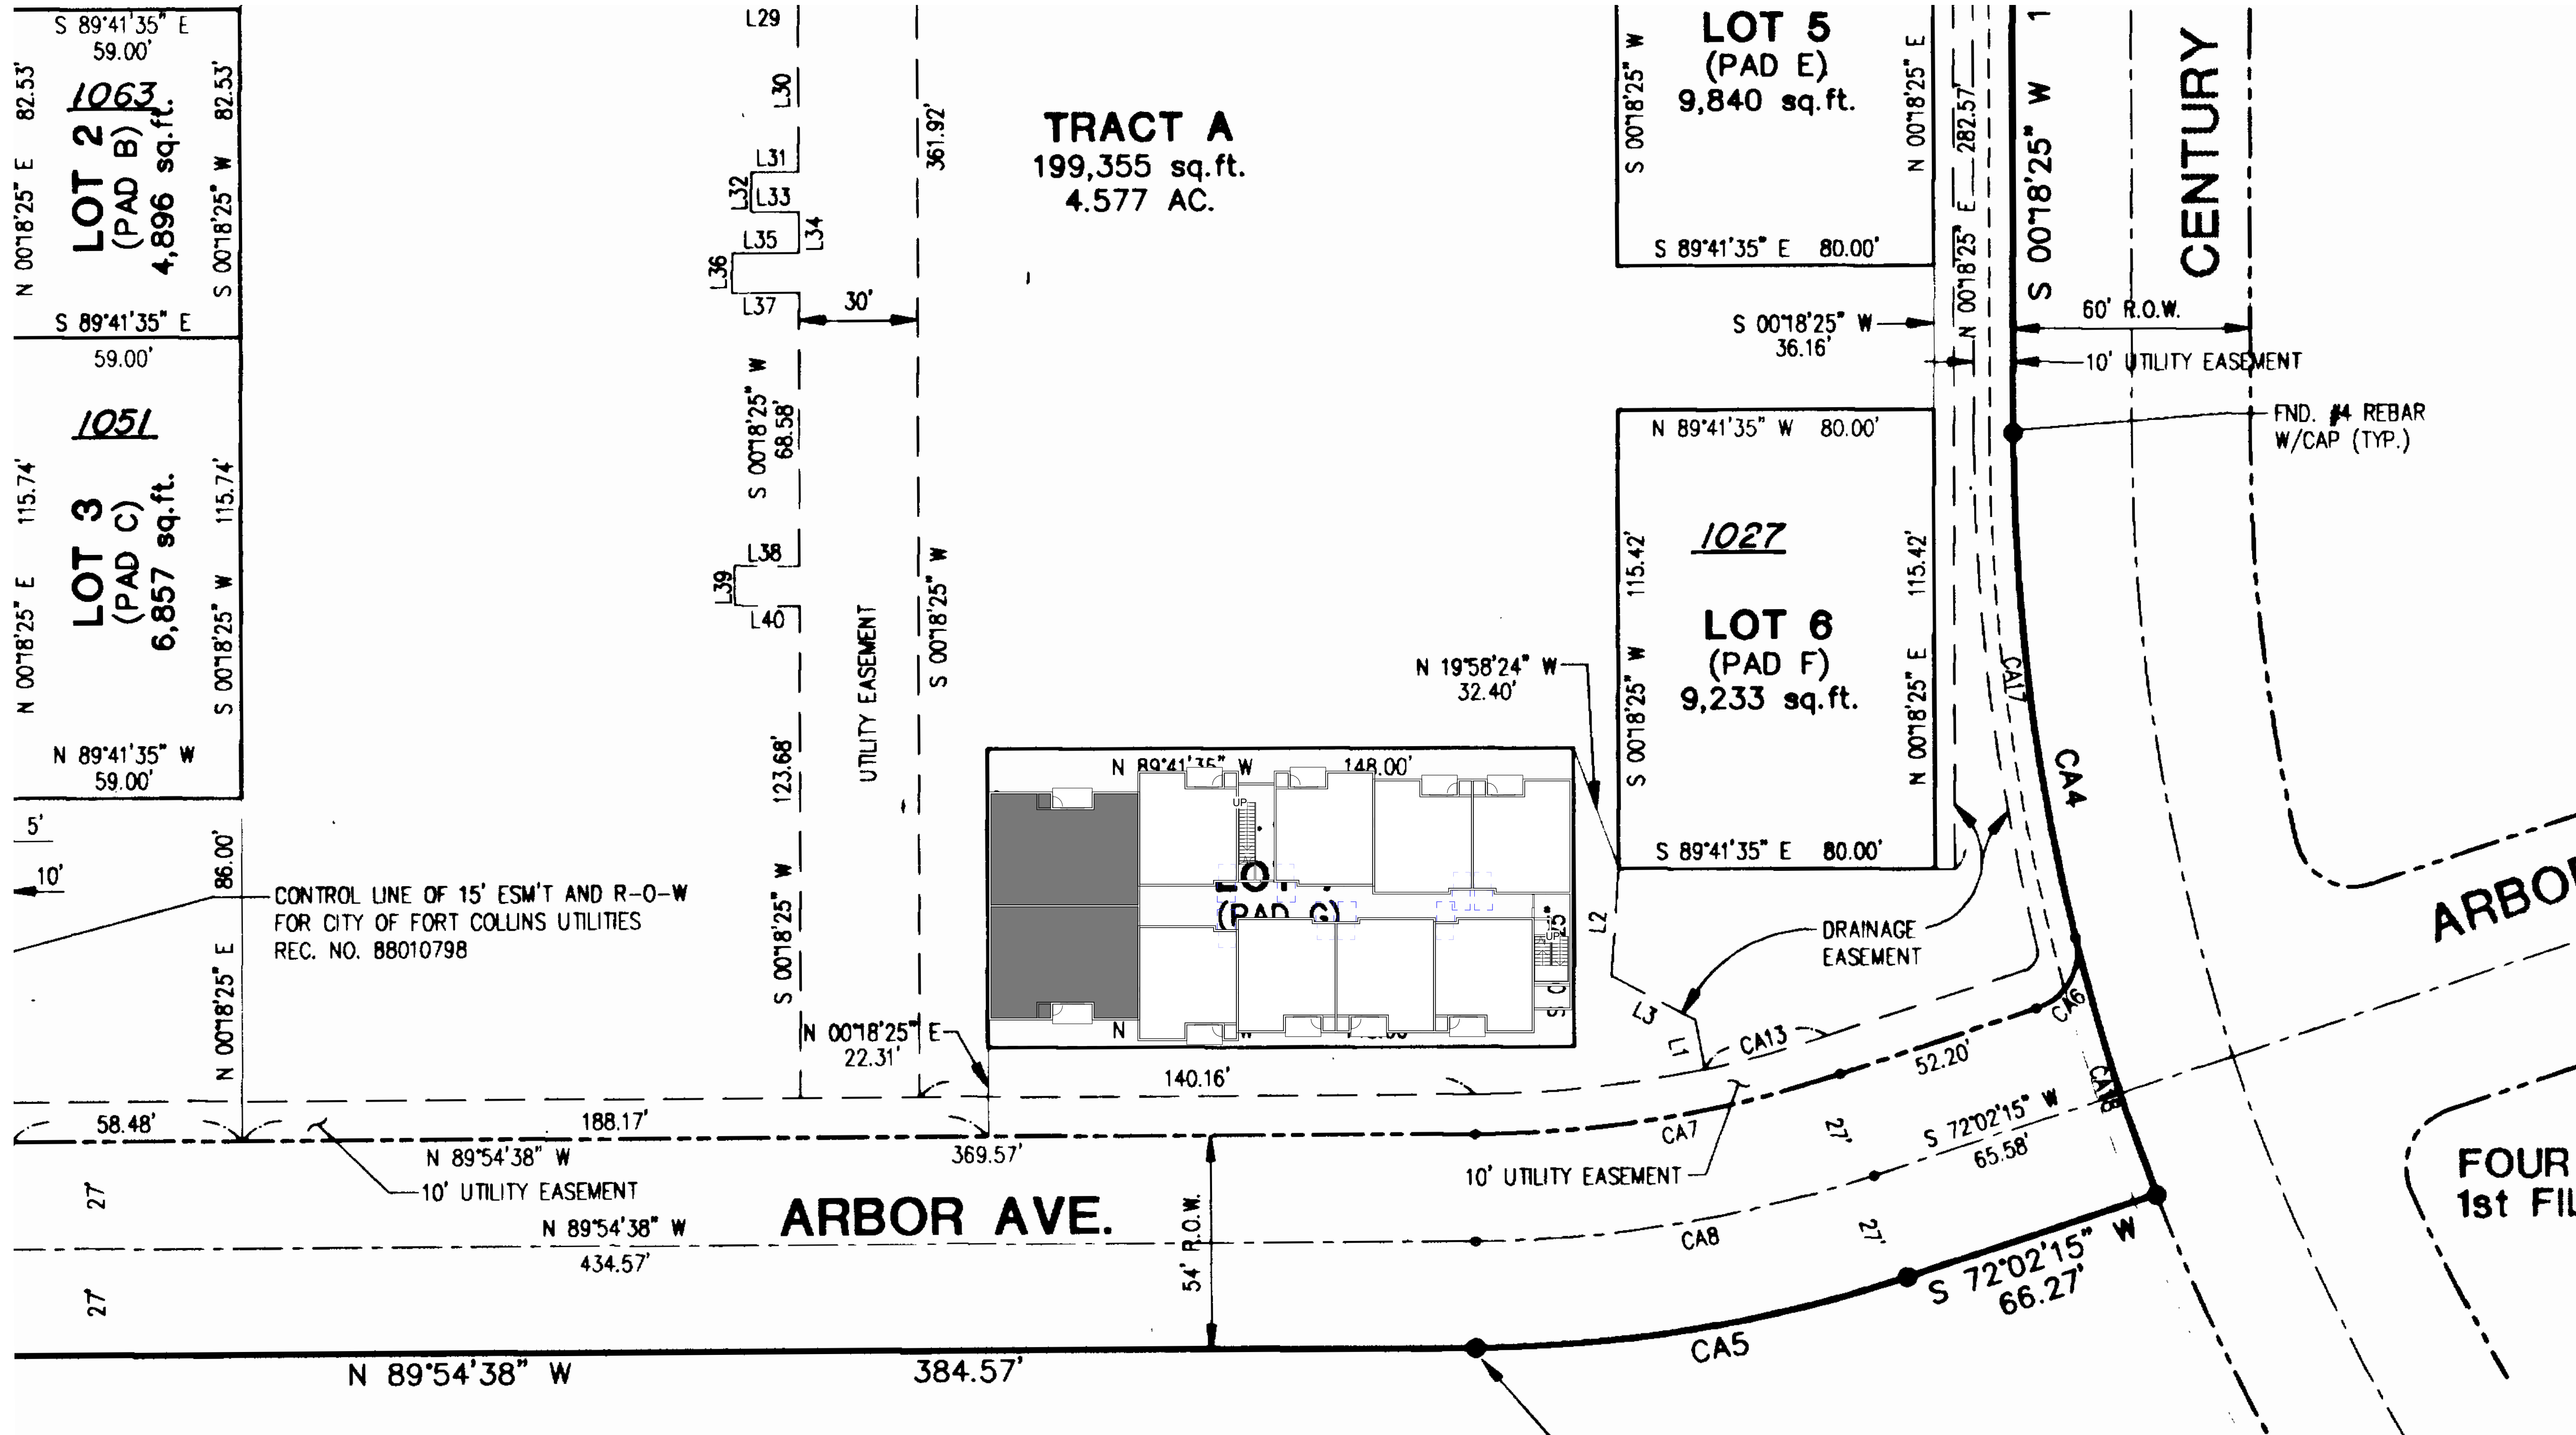 S 89°41'35" E
59.00'
N 00°18'25" E 82.53'
1063
LOT 2
(PAD B)
4,896 sq.ft.
S 00°18'25" W 82.53'
S 89°41'35" E
59.00'
1051
N 00°18'25" E 115.74'
LOT 3
(PAD C)
6,857 sq.ft.
S 00°18'25" W 115.74'
N 89°41'35" W
59.00'
5'
10'
N 00°18'25" E 86.00'
CONTROL LINE OF 15' ESM'T AND R-O-W
FOR CITY OF FORT COLLINS UTILITIES
REC. NO. 88010798
L29
L30
L31
L32
L33
L34
L35
L36
L37
30'
361.92'
S 00°18'25" W
68.58'
L38
L39
L40
UTILITY EASEMENT
S 00°18'25" W
S 00°18'25" W 123.68'
TRACT A
199,355 sq.ft.
4.577 AC.
LOT 5
(PAD E)
9,840 sq.ft.
S 00°18'25" W
N 00°18'25" E
S 89°41'35" E 80.00'
N 00°18'25" E 282.57'
S 00°18'25" W 1
CENTURY
60' R.O.W.
S 00°18'25" W
36.16'
10' UTILITY EASEMENT
FND. #4 REBAR
W/CAP (TYP.)
N 89°41'35" W 80.00'
1027
LOT 6
(PAD F)
9,233 sq.ft.
S 00°18'25" W 115.42'
N 00°18'25" E 115.42'
S 89°41'35" E 80.00'
CA17
CA4
N 19°58'24" W
32.40'
N 89°41'35" W 148.00'
UP
(PAD G)
UP
N W
L2
L3
L1
DRAINAGE
EASEMENT
CA6
CA13
52.20'
CA18
ARBOR
N 00°18'25" E
22.31'
140.16'
58.48'
188.17'
369.57'
N 89°54'38" W
10' UTILITY EASEMENT
CA7
27'
S 72°02'15" W
65.58'
10' UTILITY EASEMENT
27'
ARBOR AVE.
54' R.O.W.
N 89°54'38" W
434.57'
CA8
27'
27'
S 72°02'15" W
66.27'
FOUR
1st FIL
CA5
N 89°54'38" W 384.57'